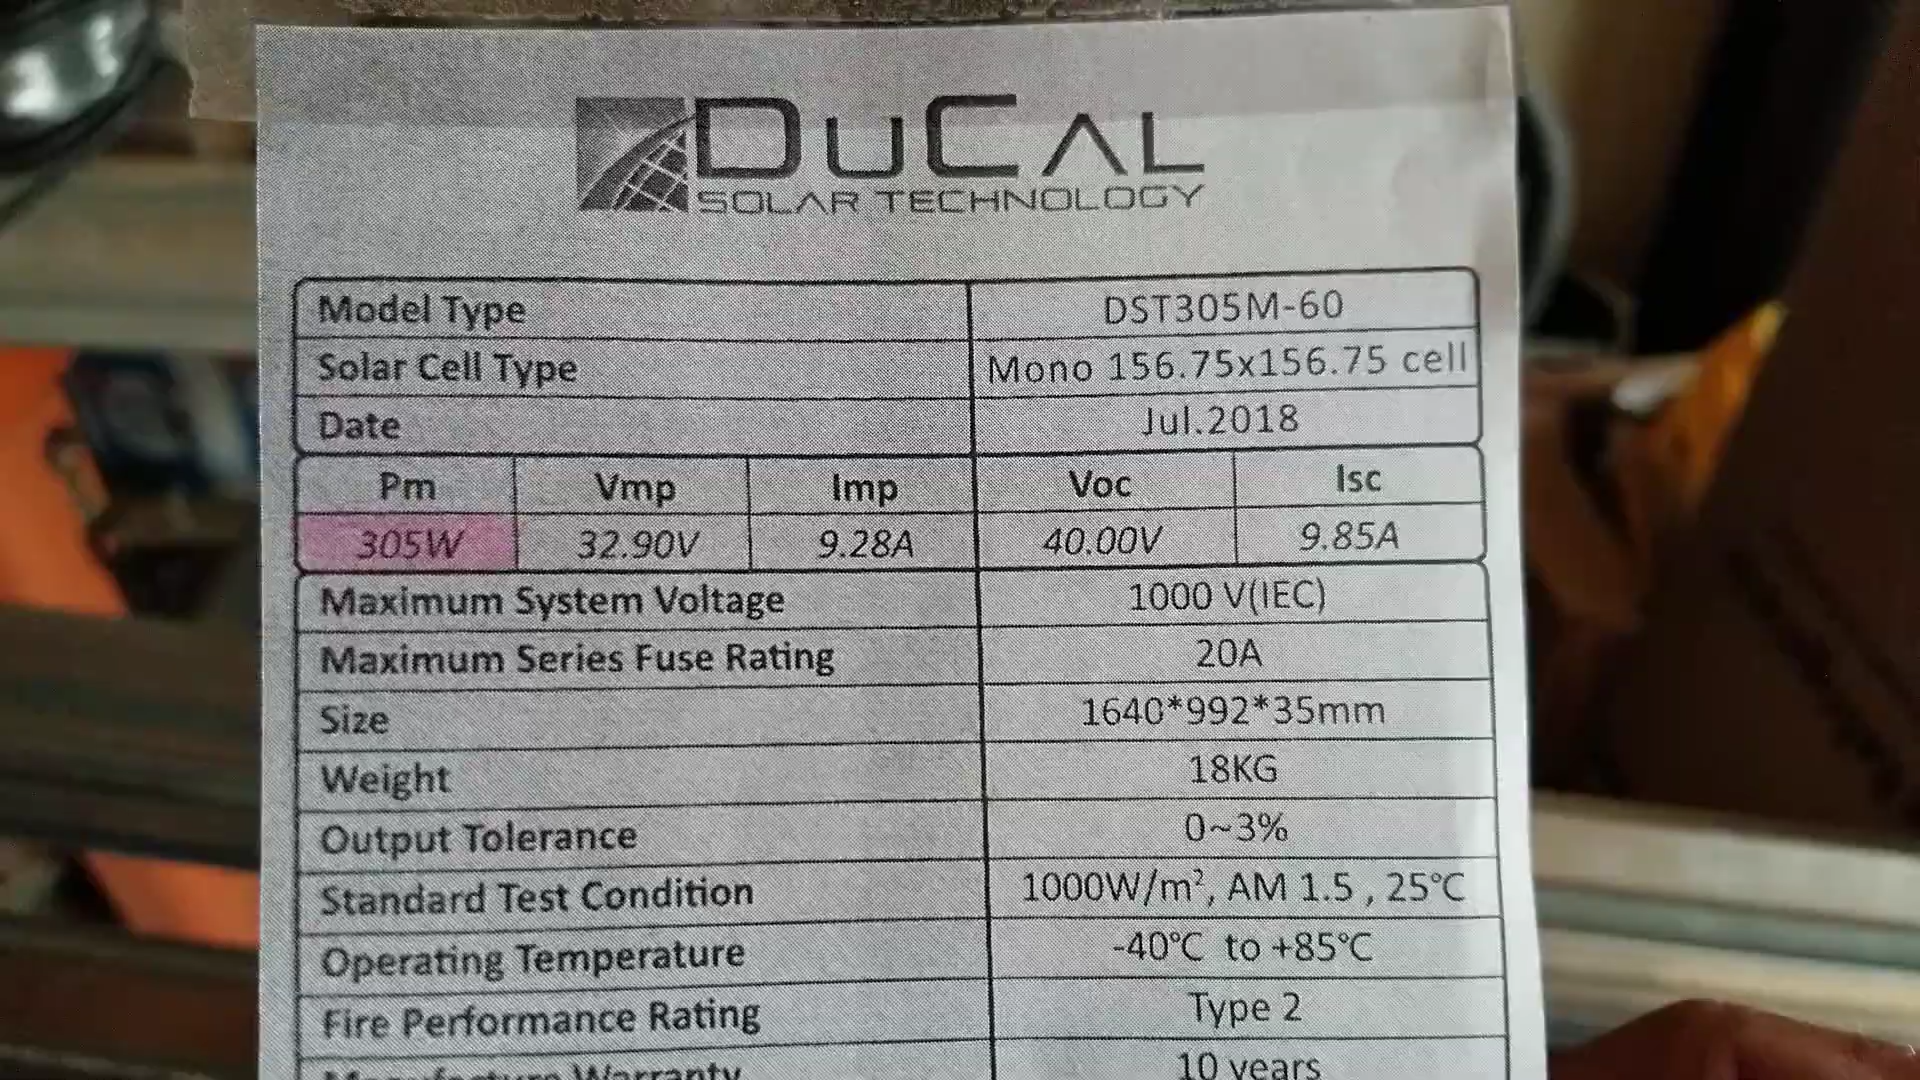 DuCAL
SOLAR TECHNOLOGY
Model Type DST305M-60
Solar Cell Type Mono 156.75x156.75 cell
Date Jul.2018
Pm Vmp Imp Voc Isc
305W 32.90V 9.28A 40.00V 9.85A
Maximum System Voltage 1000 V(IEC)
Maximum Series Fuse Rating 20A
Size 1640*992*35mm
Weight 18KG
Output Tolerance 0~3%
Standard Test Condition 1000W/m², AM 1.5 , 25℃
Operating Temperature -40℃ to +85℃
Fire Performance Rating Type 2
Manufacture Warranty 10 years